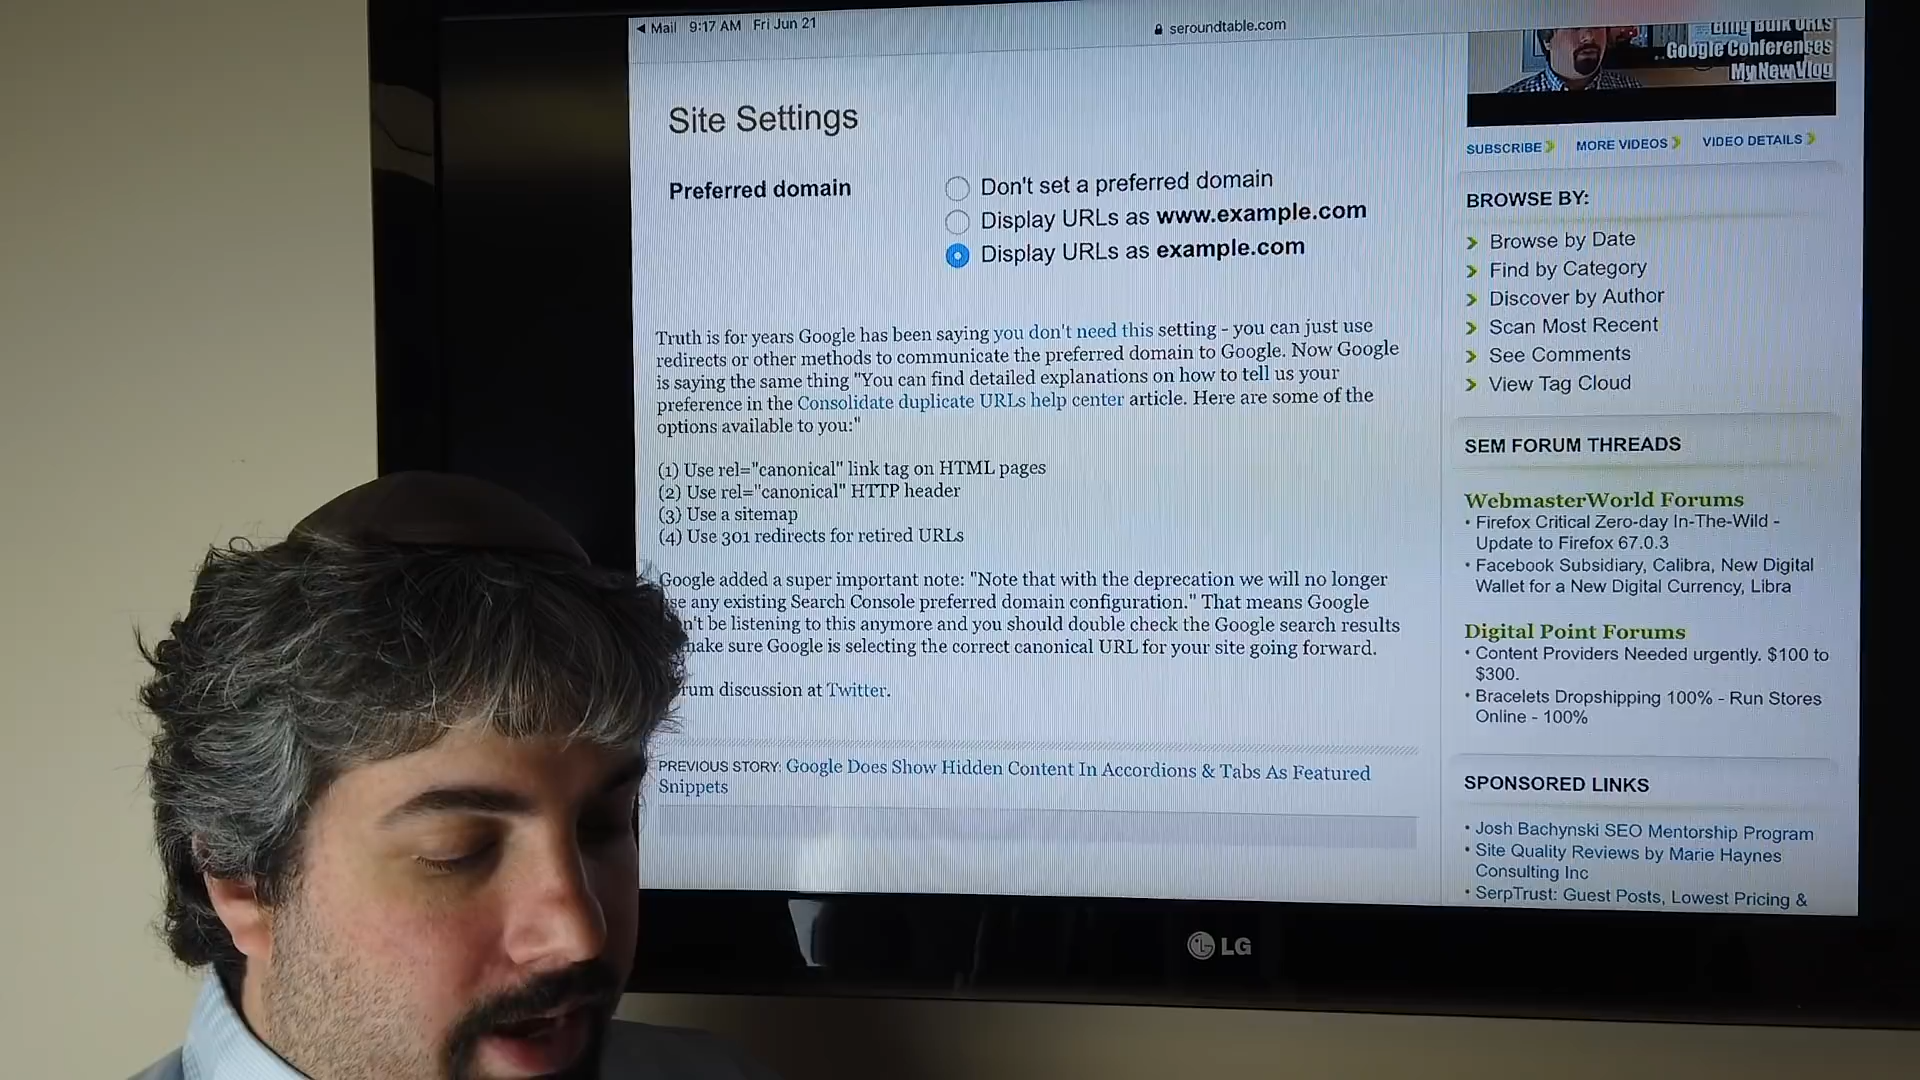 Mail 9:17 AM Fri Jun 21
seroundtable.com
Google Conferences
My New Vlog
SUBSCRIBE
MORE VIDEOS
VIDEO DETAILS
Site Settings
Preferred domain
Don't set a preferred domain
Display URLs as www.example.com
Display URLs as example.com
Truth is for years Google has been saying you don't need this setting - you can just use
redirects or other methods to communicate the preferred domain to Google. Now Google
is saying the same thing "You can find detailed explanations on how to tell us your
preference in the Consolidate duplicate URLs help center article. Here are some of the
options available to you:"
(1) Use rel="canonical" link tag on HTML pages
(2) Use rel="canonical" HTTP header
(3) Use a sitemap
(4) Use 301 redirects for retired URLs
Google added a super important note: "Note that with the deprecation we will no longer
any existing Search Console preferred domain configuration." That means Google
be listening to this anymore and you should double check the Google search results
make sure Google is selecting the correct canonical URL for your site going forward.
discussion at Twitter.
PREVIOUS STORY: Google Does Show Hidden Content In Accordions & Tabs As Featured
Snippets
BROWSE BY:
Browse by Date
Find by Category
Discover by Author
Scan Most Recent
See Comments
View Tag Cloud
SEM FORUM THREADS
WebmasterWorld Forums
• Firefox Critical Zero-day In-The-Wild -
Update to Firefox 67.0.3
• Facebook Subsidiary, Calibra, New Digital
Wallet for a New Digital Currency, Libra
Digital Point Forums
• Content Providers Needed urgently. $100 to
$300.
• Bracelets Dropshipping 100% - Run Stores
Online - 100%
SPONSORED LINKS
• Josh Bachynski SEO Mentorship Program
• Site Quality Reviews by Marie Haynes
Consulting Inc
• SerpTrust: Guest Posts, Lowest Pricing &
LG